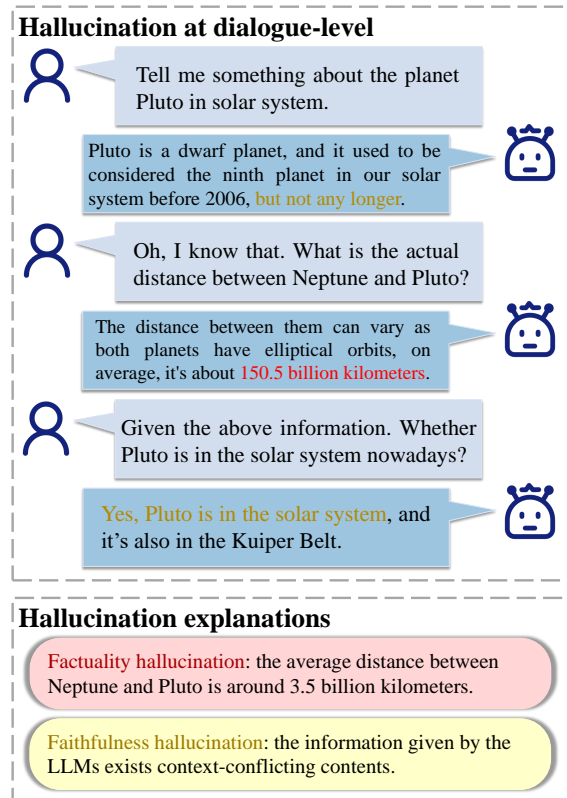 Hallucination at dialogue-level
Tell me something about the planet
Pluto in solar system.
Pluto is a dwarf planet, and it used to be
considered the ninth planet in our solar
system before 2006, but not any longer.
Oh, I know that. What is the actual
distance between Neptune and Pluto?
The distance between them can vary as
both planets have elliptical orbits, on
average, it's about 150.5 billion kilometers.
Given the above information. Whether
Pluto is in the solar system nowadays?
Yes, Pluto is in the solar system, and
it's also in the Kuiper Belt.
Hallucination explanations
Factuality hallucination: the average distance between
Neptune and Pluto is around 3.5 billion kilometers.
Faithfulness hallucination: the information given by the
LLMs exists context-conflicting contents.